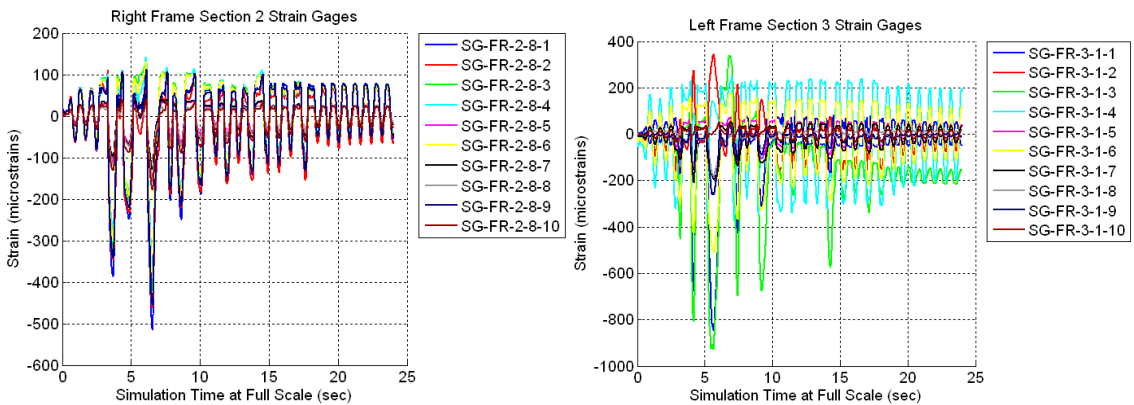 Right Frame Section 2 Strain Gages
200
100
0
-100
-200
-300
-400
-500
-600
Strain (microstrains)
0
5
10
15
20
25
Simulation Time at Full Scale (sec)
SG-FR-2-8-1
SG-FR-2-8-2
SG-FR-2-8-3
SG-FR-2-8-4
SG-FR-2-8-5
SG-FR-2-8-6
SG-FR-2-8-7
SG-FR-2-8-8
SG-FR-2-8-9
SG-FR-2-8-10
Left Frame Section 3 Strain Gages
400
200
0
-200
-400
-600
-800
-1000
Strain (microstrains)
0
5
10
15
20
25
Simulation Time at Full Scale (sec)
SG-FR-3-1-1
SG-FR-3-1-2
SG-FR-3-1-3
SG-FR-3-1-4
SG-FR-3-1-5
SG-FR-3-1-6
SG-FR-3-1-7
SG-FR-3-1-8
SG-FR-3-1-9
SG-FR-3-1-10